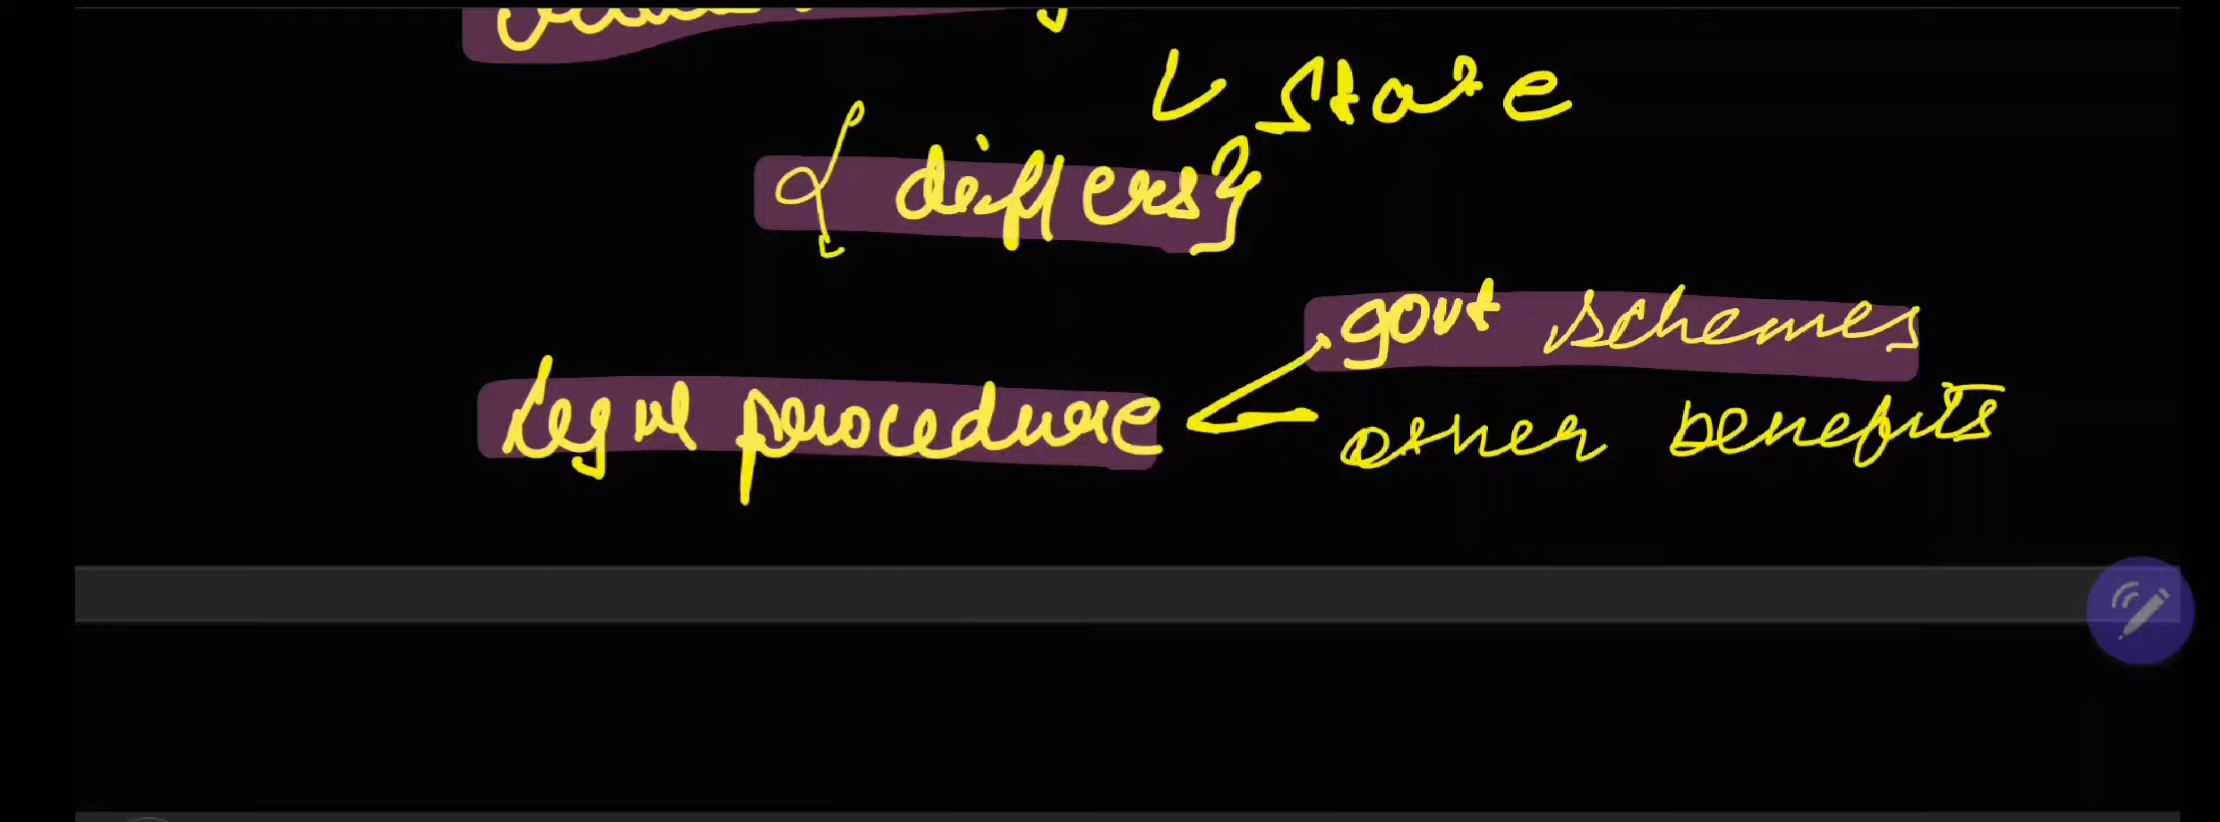 ↳ state
{ differs }
Legal procedure
govt schemes
other benefits